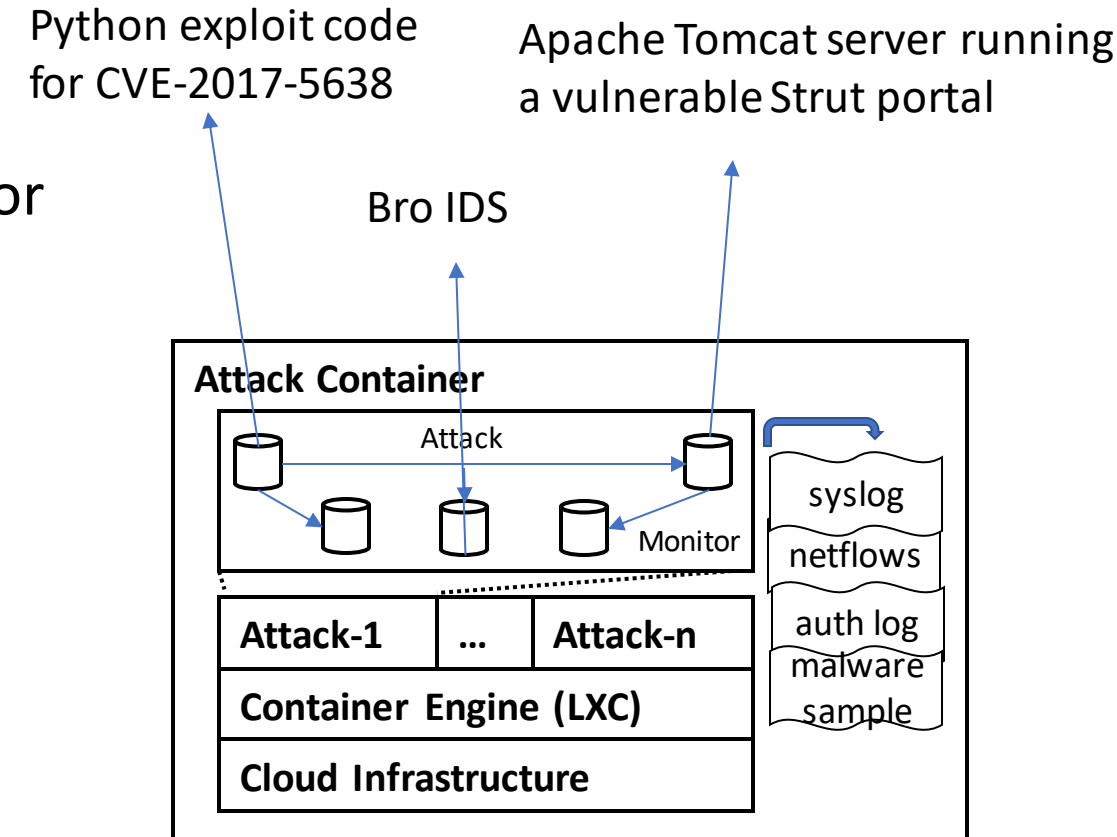 Python exploit code
for CVE-2017-5638
Apache Tomcat server running
a vulnerable Strut portal
or
Bro IDS
Attack Container
Attack
Monitor
syslog
netflows
auth log
malware
sample
Attack-1
...
Attack-n
Container Engine (LXC)
Cloud Infrastructure